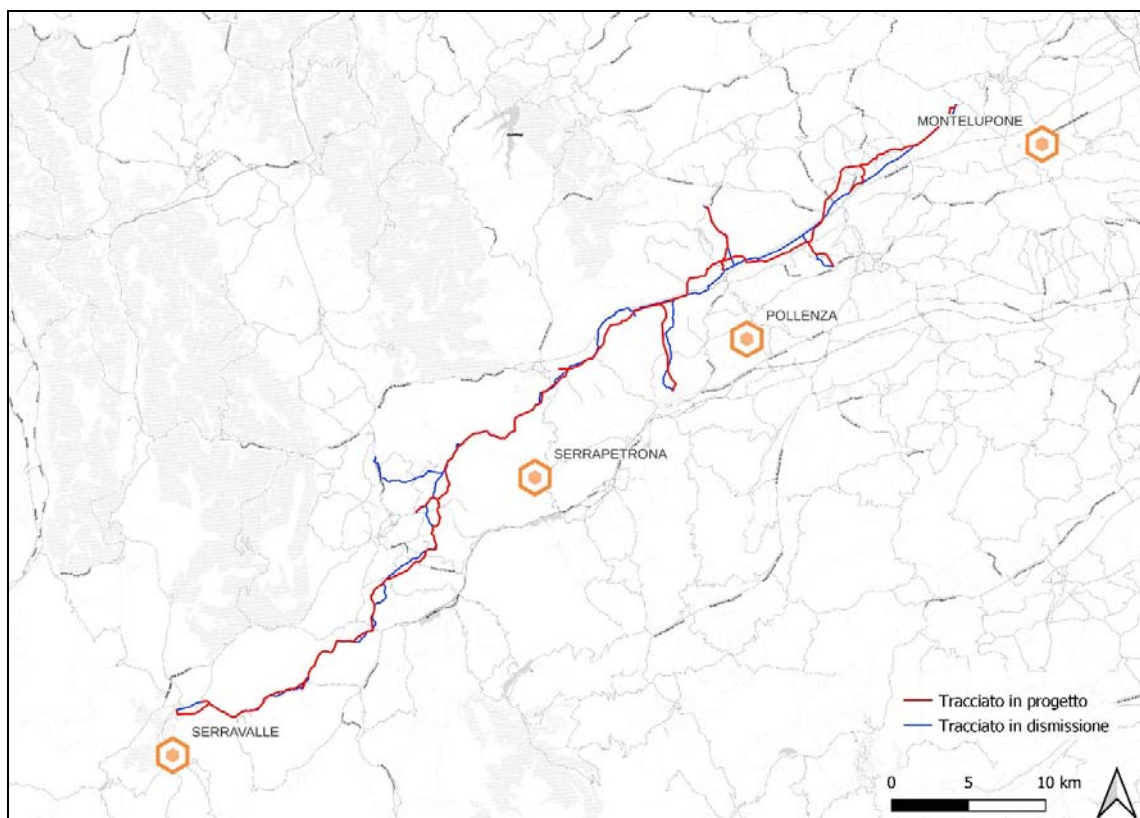 MONTELUPONE
POLLENZA
SERRAPETRONA
SERRAVALLE
Tracciato in progetto
Tracciato in dismissione
0 5 10 km